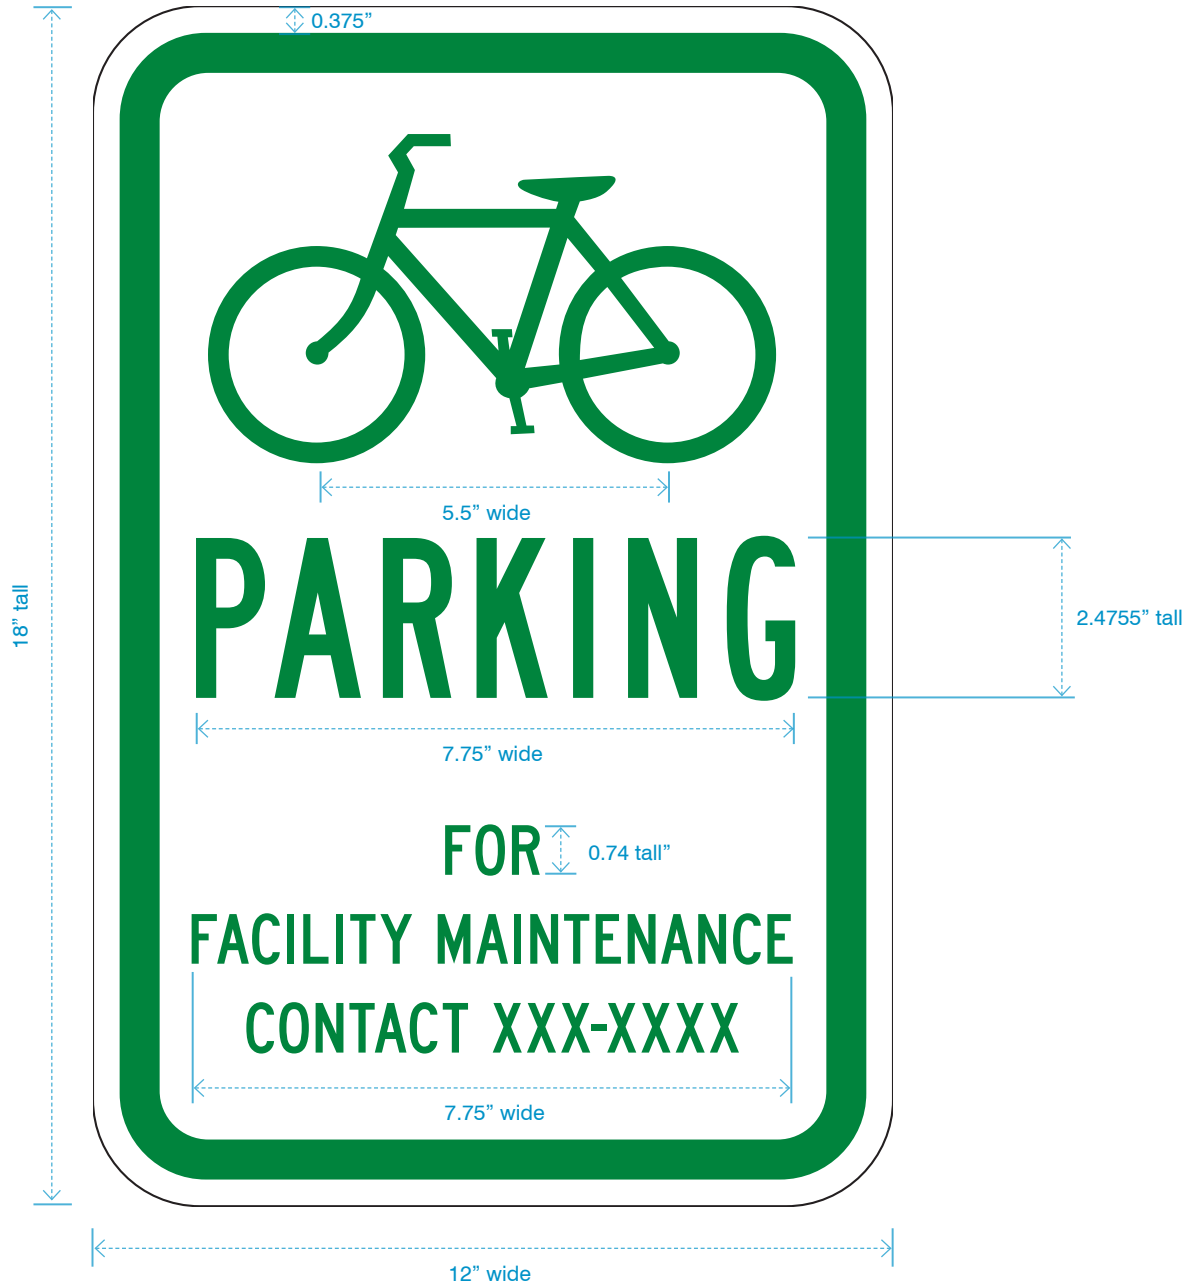 0.375”
5.5” wide
PARKING
18” tall
2.4755” tall
7.75” wide
FOR
0.74 tall”
FACILITY MAINTENANCE
CONTACT XXX-XXXX
7.75” wide
12” wide